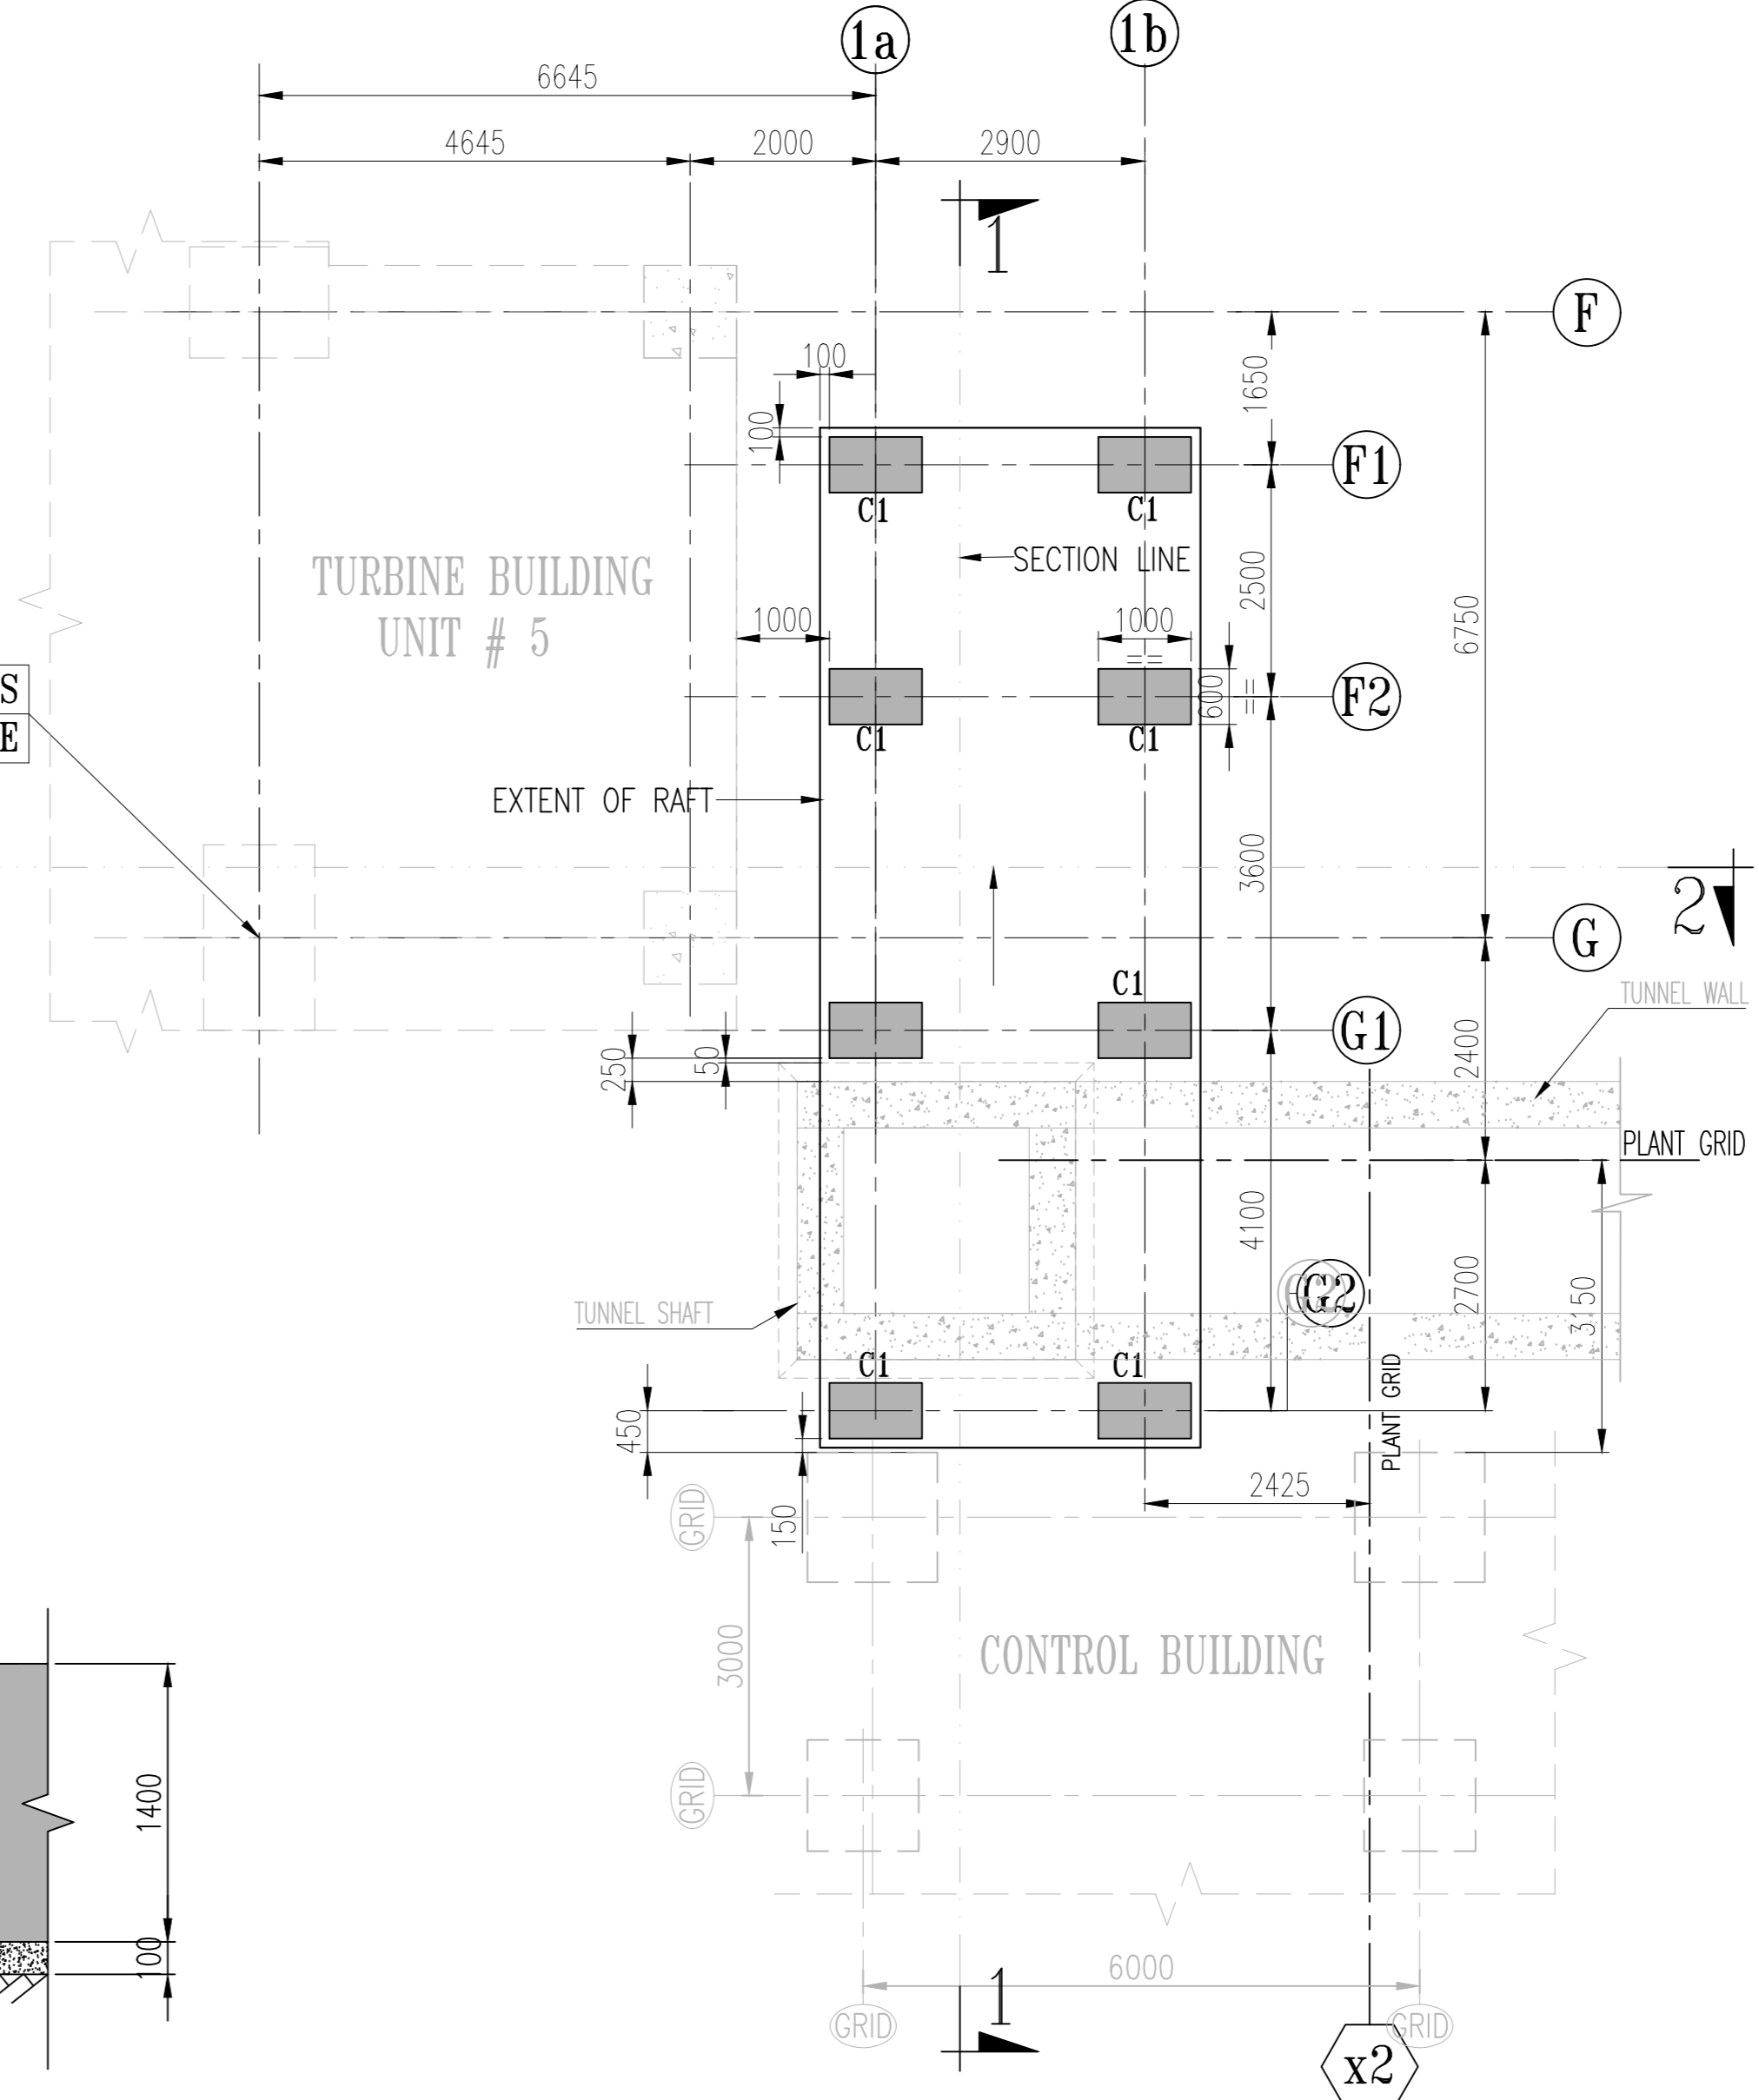 1a
1b
6645
4645
2000
2900
1
F
100
1650
100
F1
C1
C1
SECTION LINE
TURBINE BUILDING
UNIT # 5
2500
1000
1000
==
6750
S
E
600
==
F2
C1
C1
EXTENT OF RAFT
3600
2
G
C1
TUNNEL WALL
G1
250
50
2400
PLANT GRID
4100
G2
G2
2700
3150
TUNNEL SHAFT
C1
C1
PLANT GRID
450
2425
GRID
150
3000
CONTROL BUILDING
GRID
1400
100
6000
1
GRID
GRID
x2